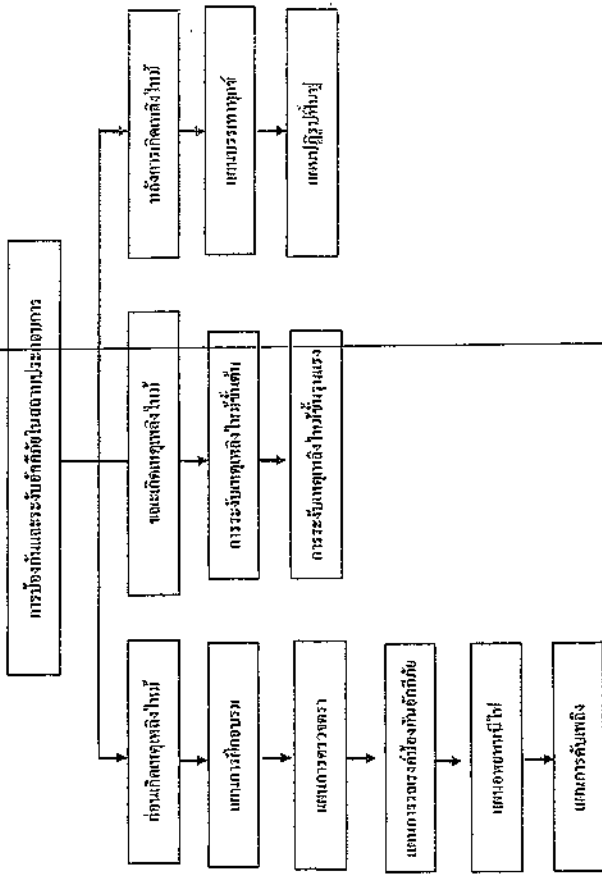 การป้องกันและระงับอัคคีภัยในสถานประกอบการ
ก่อนเกิดเหตุเพลิงไหม้
แผนการฝึกอบรม
แผนการตรวจตรา
แผนการรณรงค์ป้องกันอัคคีภัย
แผนอพยพหนีไฟ
แผนการดับเพลิง
ขณะเกิดเหตุเพลิงไหม้
การระงับเหตุเพลิงไหม้ขั้นต้น
การระงับเหตุเพลิงไหม้ขั้นรุนแรง
หลังการเกิดเพลิงไหม้
แผนบรรเทาทุกข์
แผนปฏิรูปฟื้นฟู